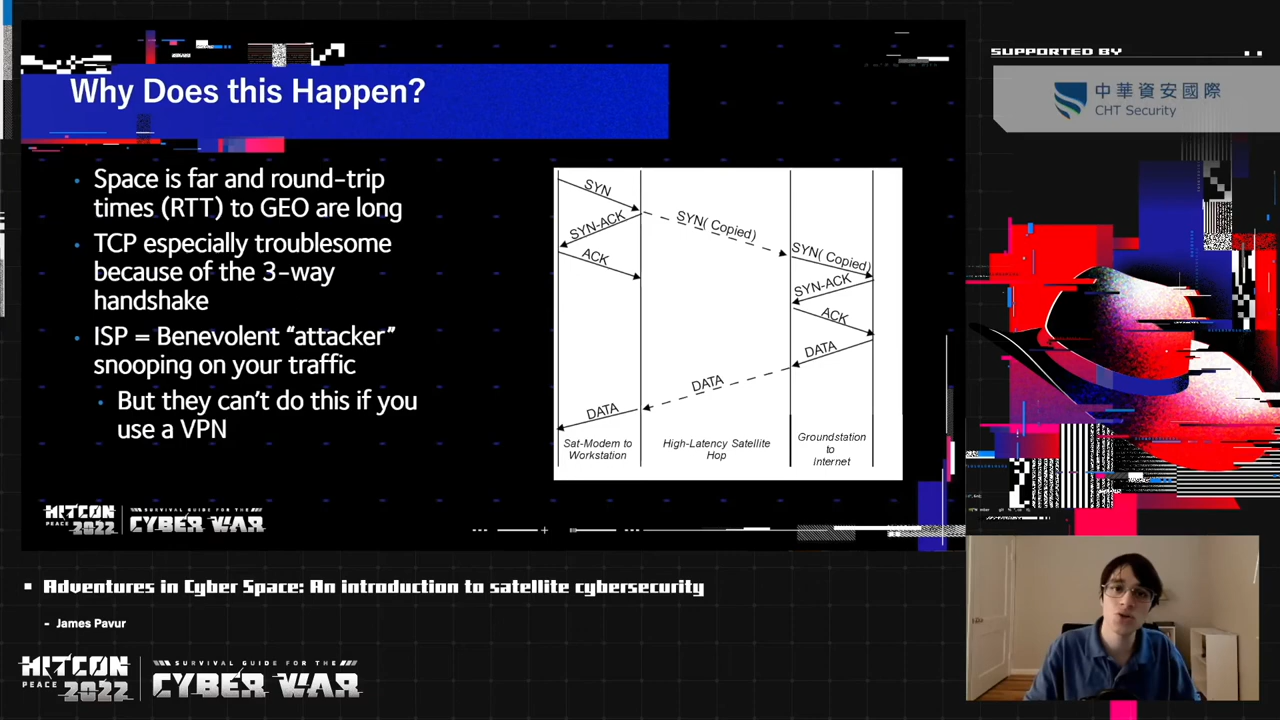 Why Does this Happen?
SUPPORTED BY
中華資安國際
CHT Security
• Space is far and round-trip
times (RTT) to GEO are long
• TCP especially troublesome
because of the 3-way
handshake
• ISP = Benevolent “attacker”
snooping on your traffic
• But they can’t do this if you
use a VPN
SYN
SYN-ACK
ACK
SYN( Copied)
SYN( Copied)
SYN-ACK
ACK
DATA
DATA
DATA
Sat-Modem to
Workstation
High-Latency Satellite
Hop
Groundstation
to
Internet
HITCON
PEACE 2022
SURVIVAL GUIDE FOR THE
CYBER WAR
Adventures in Cyber Space: An introduction to satellite cybersecurity
- James Pavur
HITCON
PEACE 2022
SURVIVAL GUIDE FOR THE
CYBER WAR